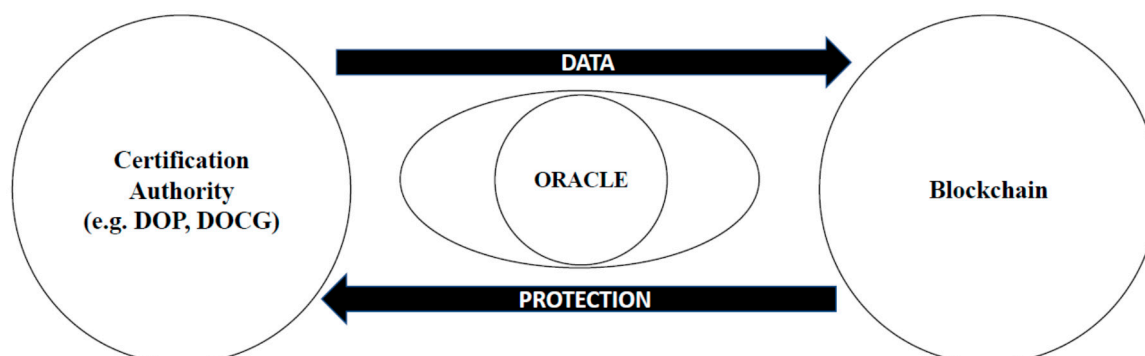 DATA
Certification
Authority
(e.g. DOP, DOCG)
ORACLE
Blockchain
PROTECTION